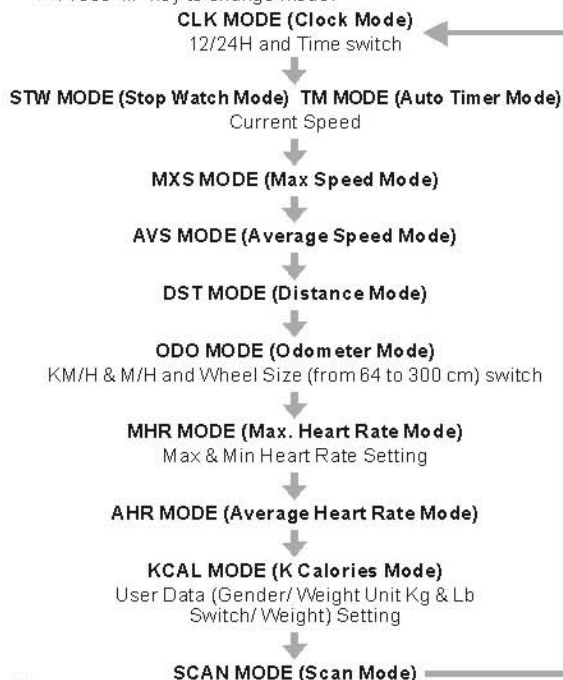 CLK MODE (Clock Mode)
12/24H and Time switch
STW MODE (Stop Watch Mode) TM MODE (Auto Timer Mode)
Current Speed
MXS MODE (Max Speed Mode)
AVS MODE (Average Speed Mode)
DST MODE (Distance Mode)
ODO MODE (Odometer Mode)
KM/H & M/H and Wheel Size (from 64 to 300 cm) switch
MHR MODE (Max. Heart Rate Mode)
Max & Min Heart Rate Setting
AHR MODE (Average Heart Rate Mode)
KCAL MODE (K Calories Mode)
User Data (Gender/ Weight Unit Kg & Lb
Switch/ Weight) Setting
SCAN MODE (Scan Mode)